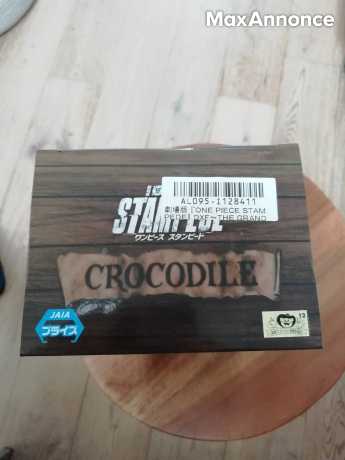 MaxAnnonce
AL095-1128411
劇場版『ONE PIECE STAM
PEDE』DXF～THE GRAND
STAMPEDE
ワンピース スタンピード
CROCODILE
JAIA
プライズ